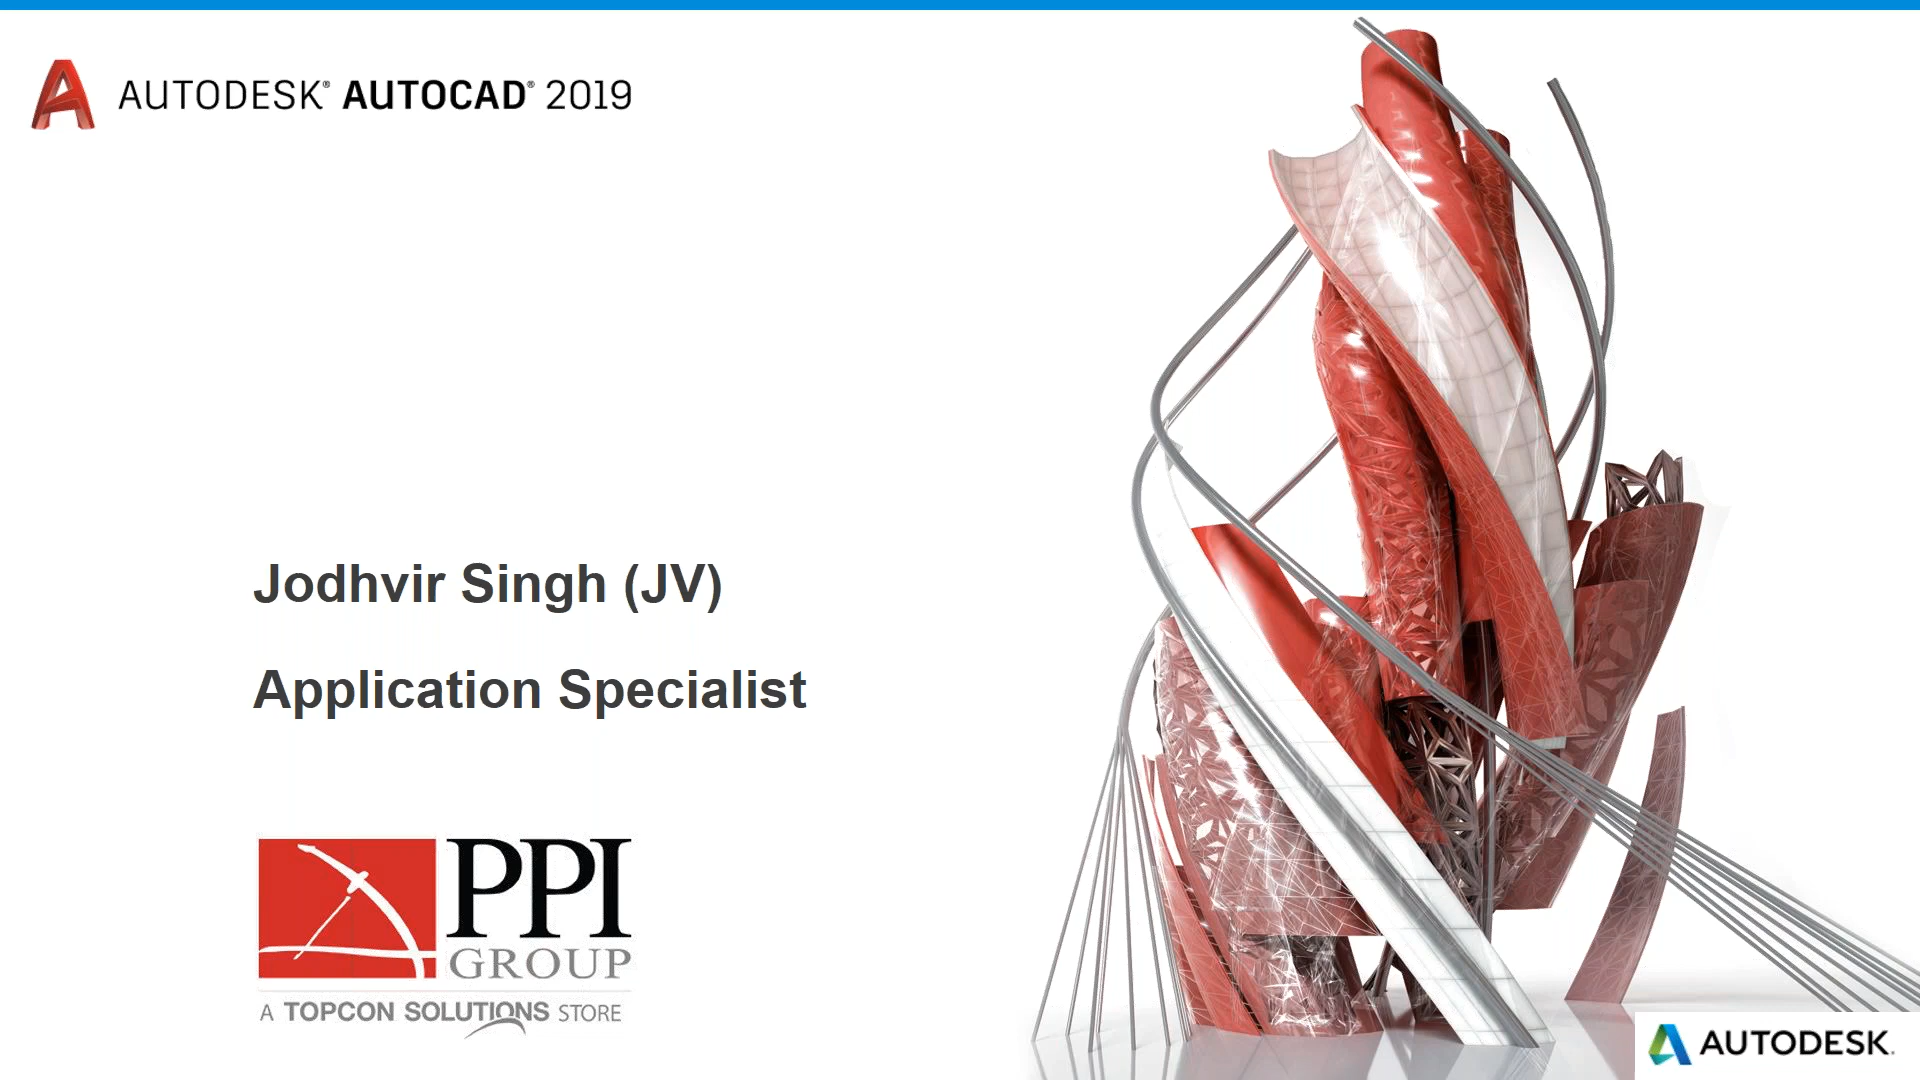 AUTODESK® AUTOCAD® 2019
Jodhvir Singh (JV)
Application Specialist
PPI
GROUP
A TOPCON SOLUTIONS STORE
AUTODESK.